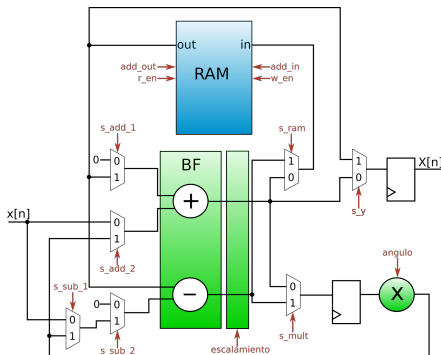 out
in
add_out
add_in
RAM
r_en
w_en
s_add_1
s_ram
0
0
BF
1
1
0
1
0
X[n]
+
s_y
x[n]
0
1
s_add_2
angulo
s_sub_1
0
–
0
x
0
0
1
1
1
s_mult
s_sub_2
escalamiento